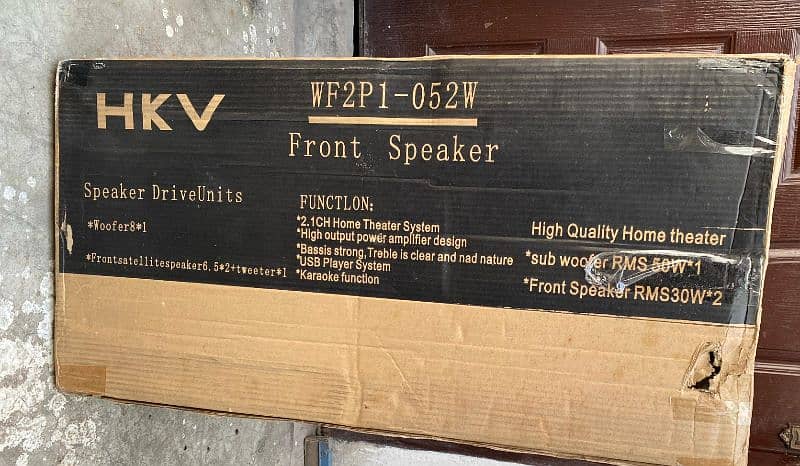 HKV
WF2P1-052W
Front Speaker
Speaker DriveUnits
*Woofer8*1
*Frontsatellitespeaker6.5*2+tweeter*1
FUNCTLON:
*2.1CH Home Theater System
*High output power amplifier design
*Bassis strong,Treble is clear and nad nature
*USB Player System
*Karaoke function
High Quality Home theater
*sub woofer RMS 50W*1
*Front Speaker RMS30W*2